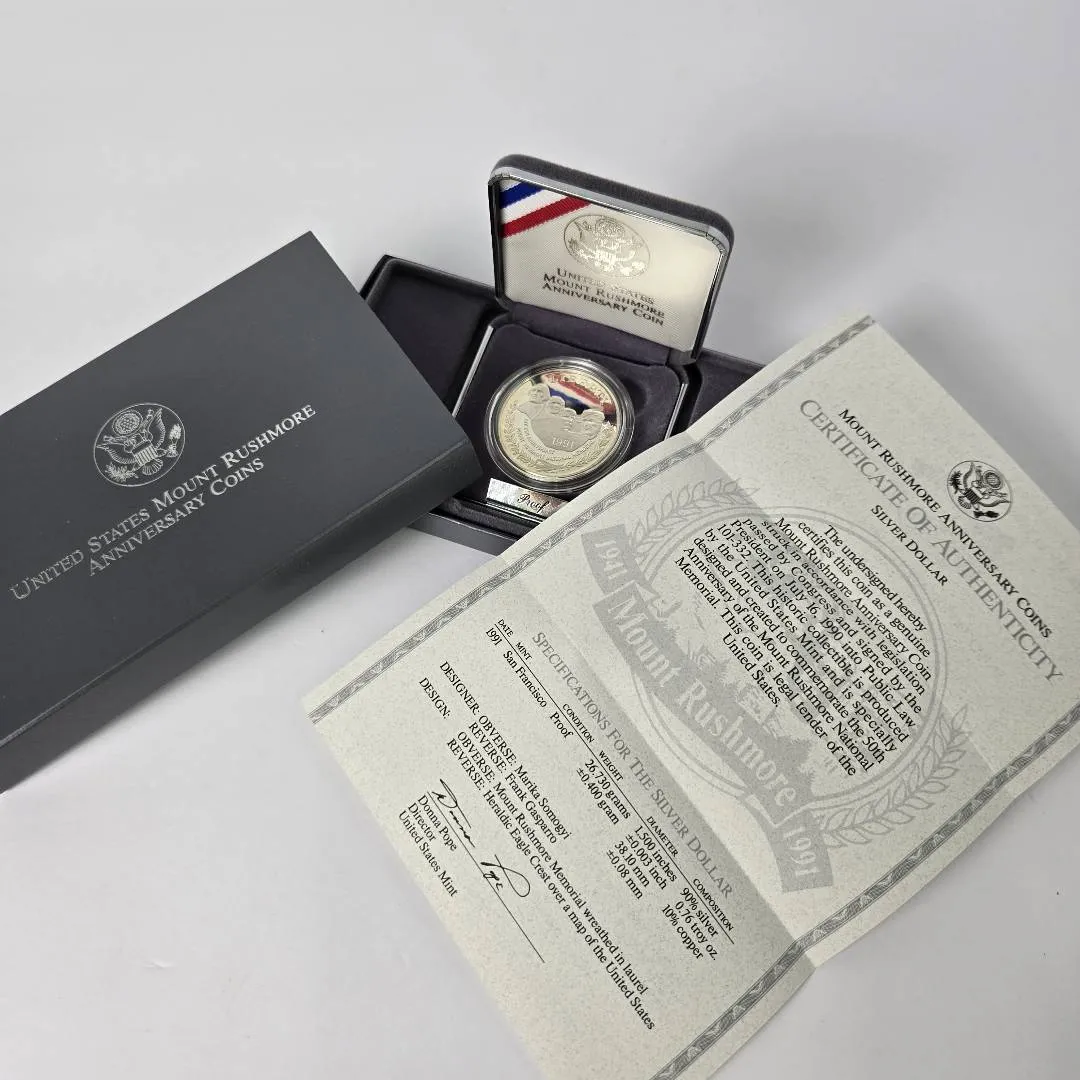 UNITED STATES MOUNT RUSHMORE
ANNIVERSARY COINS
UNITED STATES
MOUNT RUSHMORE
ANNIVERSARY COIN
1991
Proof
MOUNT RUSHMORE ANNIVERSARY COINS
CERTIFICATE OF AUTHENTICITY
SILVER DOLLAR
The undersigned hereby
certifies this coin as a genuine
Mount Rushmore Anniversary Coin
struck in accordance with legislation
passed by Congress and signed by the
President on July 16, 1990 into Public Law
101-332. This historic collectible is produced
by the United States Mint and is specially
designed and created to commemorate the 50th
Anniversary of the Mount Rushmore National
Memorial. This coin is legal tender of the
United States.
1941 Mount Rushmore 1991
SPECIFICATIONS FOR THE SILVER DOLLAR
DATE MINT CONDITION WEIGHT DIAMETER COMPOSITION
1991 San Francisco Proof 26.730 grams 1.500 inches 90% silver
±0.400 gram ±0.003 inch 0.76 troy oz.
38.10 mm 10% copper
±0.08 mm
DESIGNER: OBVERSE: Marika Somogyi
REVERSE: Frank Gasparro
DESIGN: OBVERSE: Mount Rushmore Memorial wreathed in laurel
REVERSE: Heraldic Eagle Crest over a map of the United States
Donna Pope
Donna Pope
Director
United States Mint